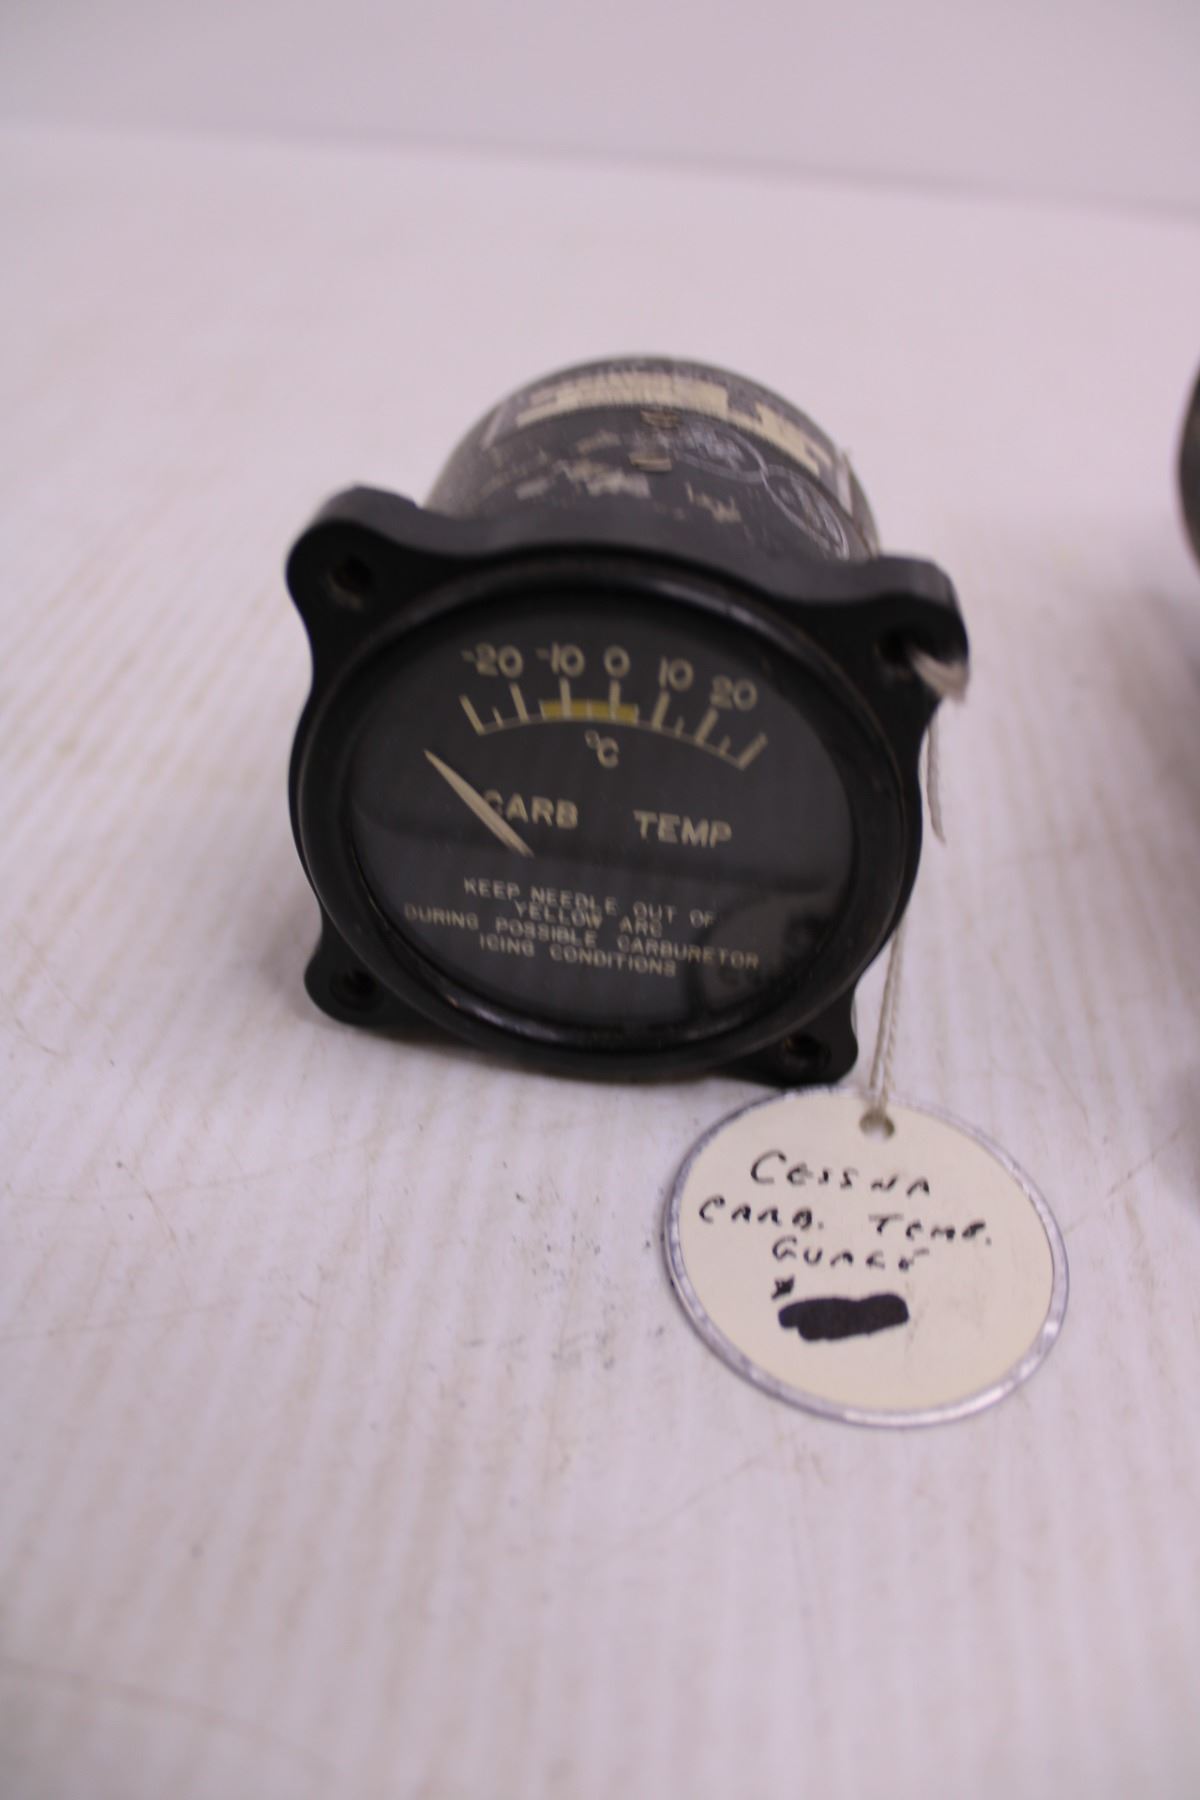 -20 -10 0 10 20
°C
CARB TEMP
KEEP NEEDLE OUT OF
YELLOW ARC
DURING POSSIBLE CARBURETOR
ICING CONDITIONS
CESSNA
CARB. TEMP.